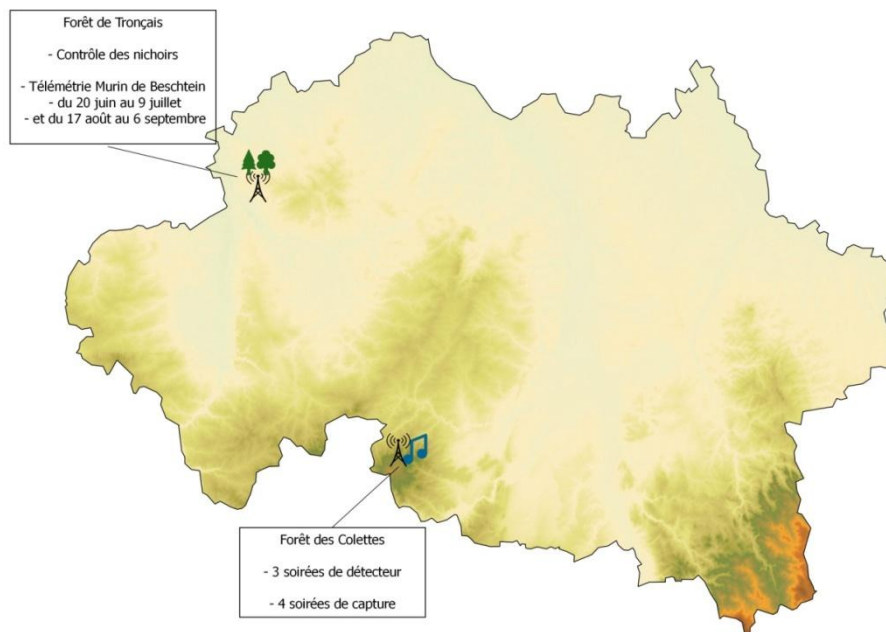 Forêt de Tronçais
- Contrôle des nichoirs
- Télémétrie Murin de Beschtein
- du 20 juin au 9 juillet
- et du 17 août au 6 septembre
Forêt des Colettes
- 3 soirées de détecteur
- 4 soirées de capture